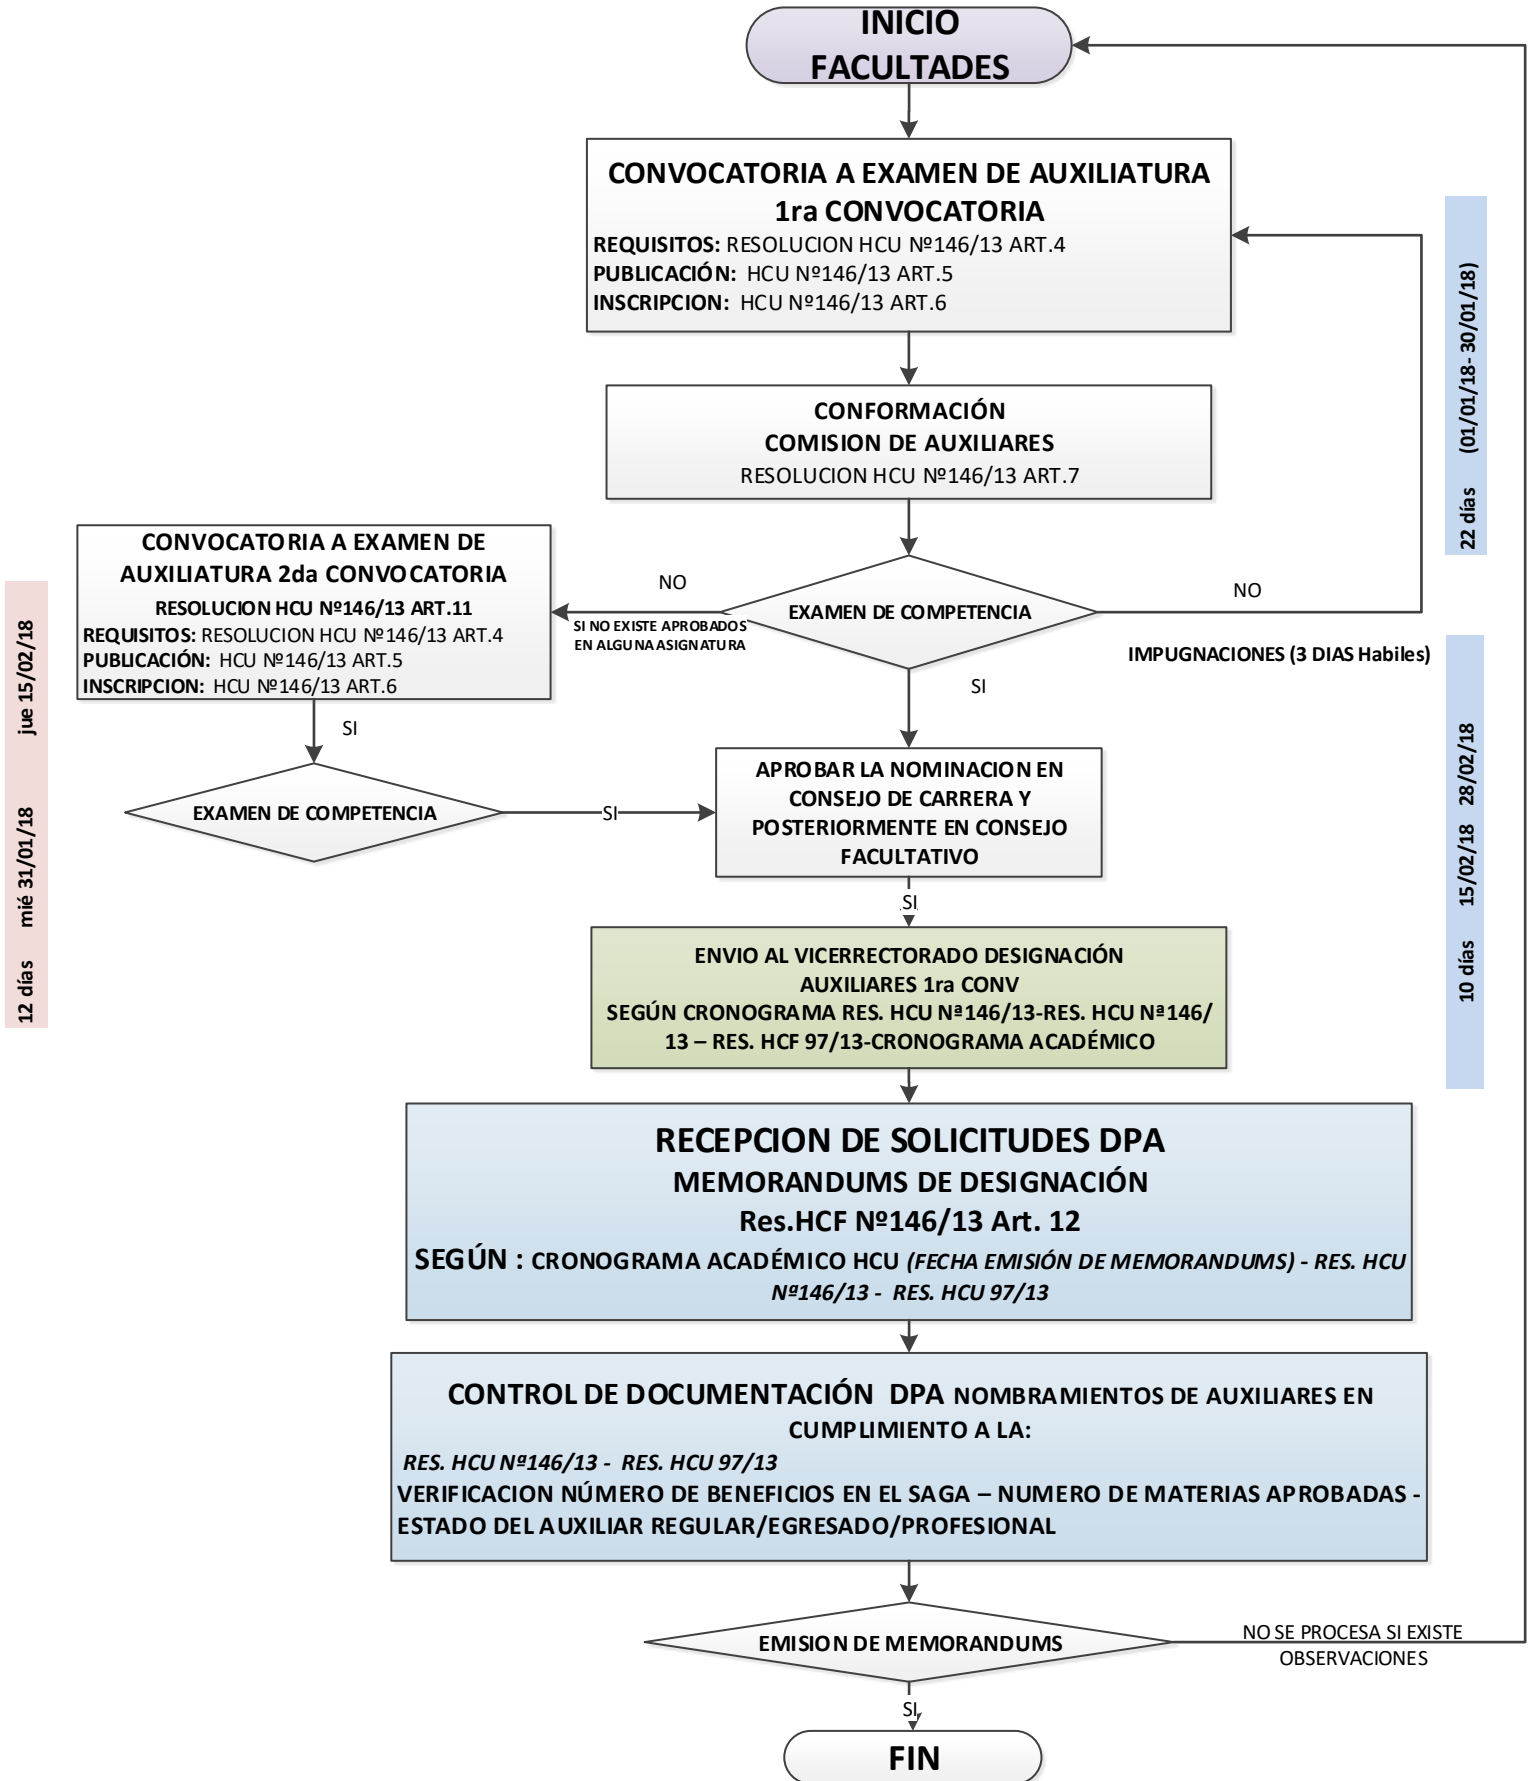 INICIO
FACULTADES
CONVOCATORIA A EXAMEN DE AUXILIATURA
1ra CONVOCATORIA
REQUISITOS: RESOLUCION HCU Nº146/13 ART.4
PUBLICACIÓN: HCU Nº146/13 ART.5
INSCRIPCION: HCU Nº146/13 ART.6
22 días (01/01/18- 30/01/18)
CONFORMACIÓN
COMISION DE AUXILIARES
RESOLUCION HCU Nº146/13 ART.7
CONVOCATORIA A EXAMEN DE
AUXILIATURA 2da CONVOCATORIA
RESOLUCION HCU Nº146/13 ART.11
REQUISITOS: RESOLUCION HCU Nº146/13 ART.4
PUBLICACIÓN: HCU Nº146/13 ART.5
INSCRIPCION: HCU Nº146/13 ART.6
NO
SI NO EXISTE APROBADOS
EN ALGUNA ASIGNATURA
EXAMEN DE COMPETENCIA
NO
IMPUGNACIONES (3 DIAS Habiles)
SI
SI
12 días mié 31/01/18 jue 15/02/18
EXAMEN DE COMPETENCIA
SI
APROBAR LA NOMINACION EN
CONSEJO DE CARRERA Y
POSTERIORMENTE EN CONSEJO
FACULTATIVO
10 días 15/02/18 28/02/18
SI
ENVIO AL VICERRECTORADO DESIGNACIÓN
AUXILIARES 1ra CONV
SEGÚN CRONOGRAMA RES. HCU Nª146/13-RES. HCU Nª146/
13 – RES. HCF 97/13-CRONOGRAMA ACADÉMICO
RECEPCION DE SOLICITUDES DPA
MEMORANDUMS DE DESIGNACIÓN
Res.HCF Nº146/13 Art. 12
SEGÚN : CRONOGRAMA ACADÉMICO HCU (FECHA EMISIÓN DE MEMORANDUMS) - RES. HCU
Nª146/13 - RES. HCU 97/13
CONTROL DE DOCUMENTACIÓN DPA NOMBRAMIENTOS DE AUXILIARES EN
CUMPLIMIENTO A LA:
RES. HCU Nª146/13 - RES. HCU 97/13
VERIFICACION NÚMERO DE BENEFICIOS EN EL SAGA – NUMERO DE MATERIAS APROBADAS -
ESTADO DEL AUXILIAR REGULAR/EGRESADO/PROFESIONAL
EMISION DE MEMORANDUMS
NO SE PROCESA SI EXISTE
OBSERVACIONES
SI
FIN